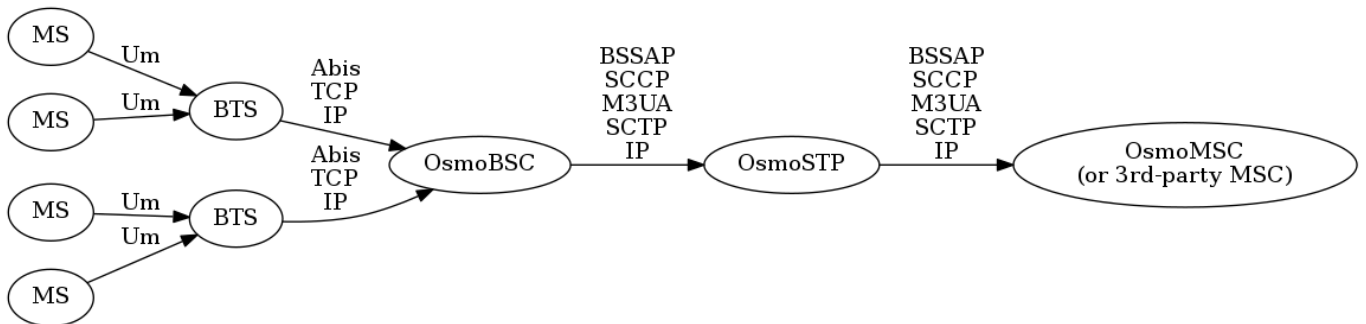 MS
Um
MS
Um
BTS
Abis
TCP
IP
MS
Um
MS
Um
BTS
Abis
TCP
IP
OsmoBSC
BSSAP
SCCP
M3UA
SCTP
IP
OsmoSTP
BSSAP
SCCP
M3UA
SCTP
IP
OsmoMSC
(or 3rd-party MSC)